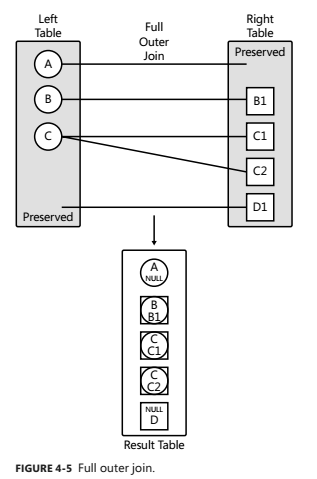 Left
Table
Full
Outer
Join
Right
Table
Preserved
A
B
B1
C
C1
C2
D1
Preserved
A
NULL
B
B1
C
C1
C
C2
NULL
D
Result Table
FIGURE 4-5 Full outer join.